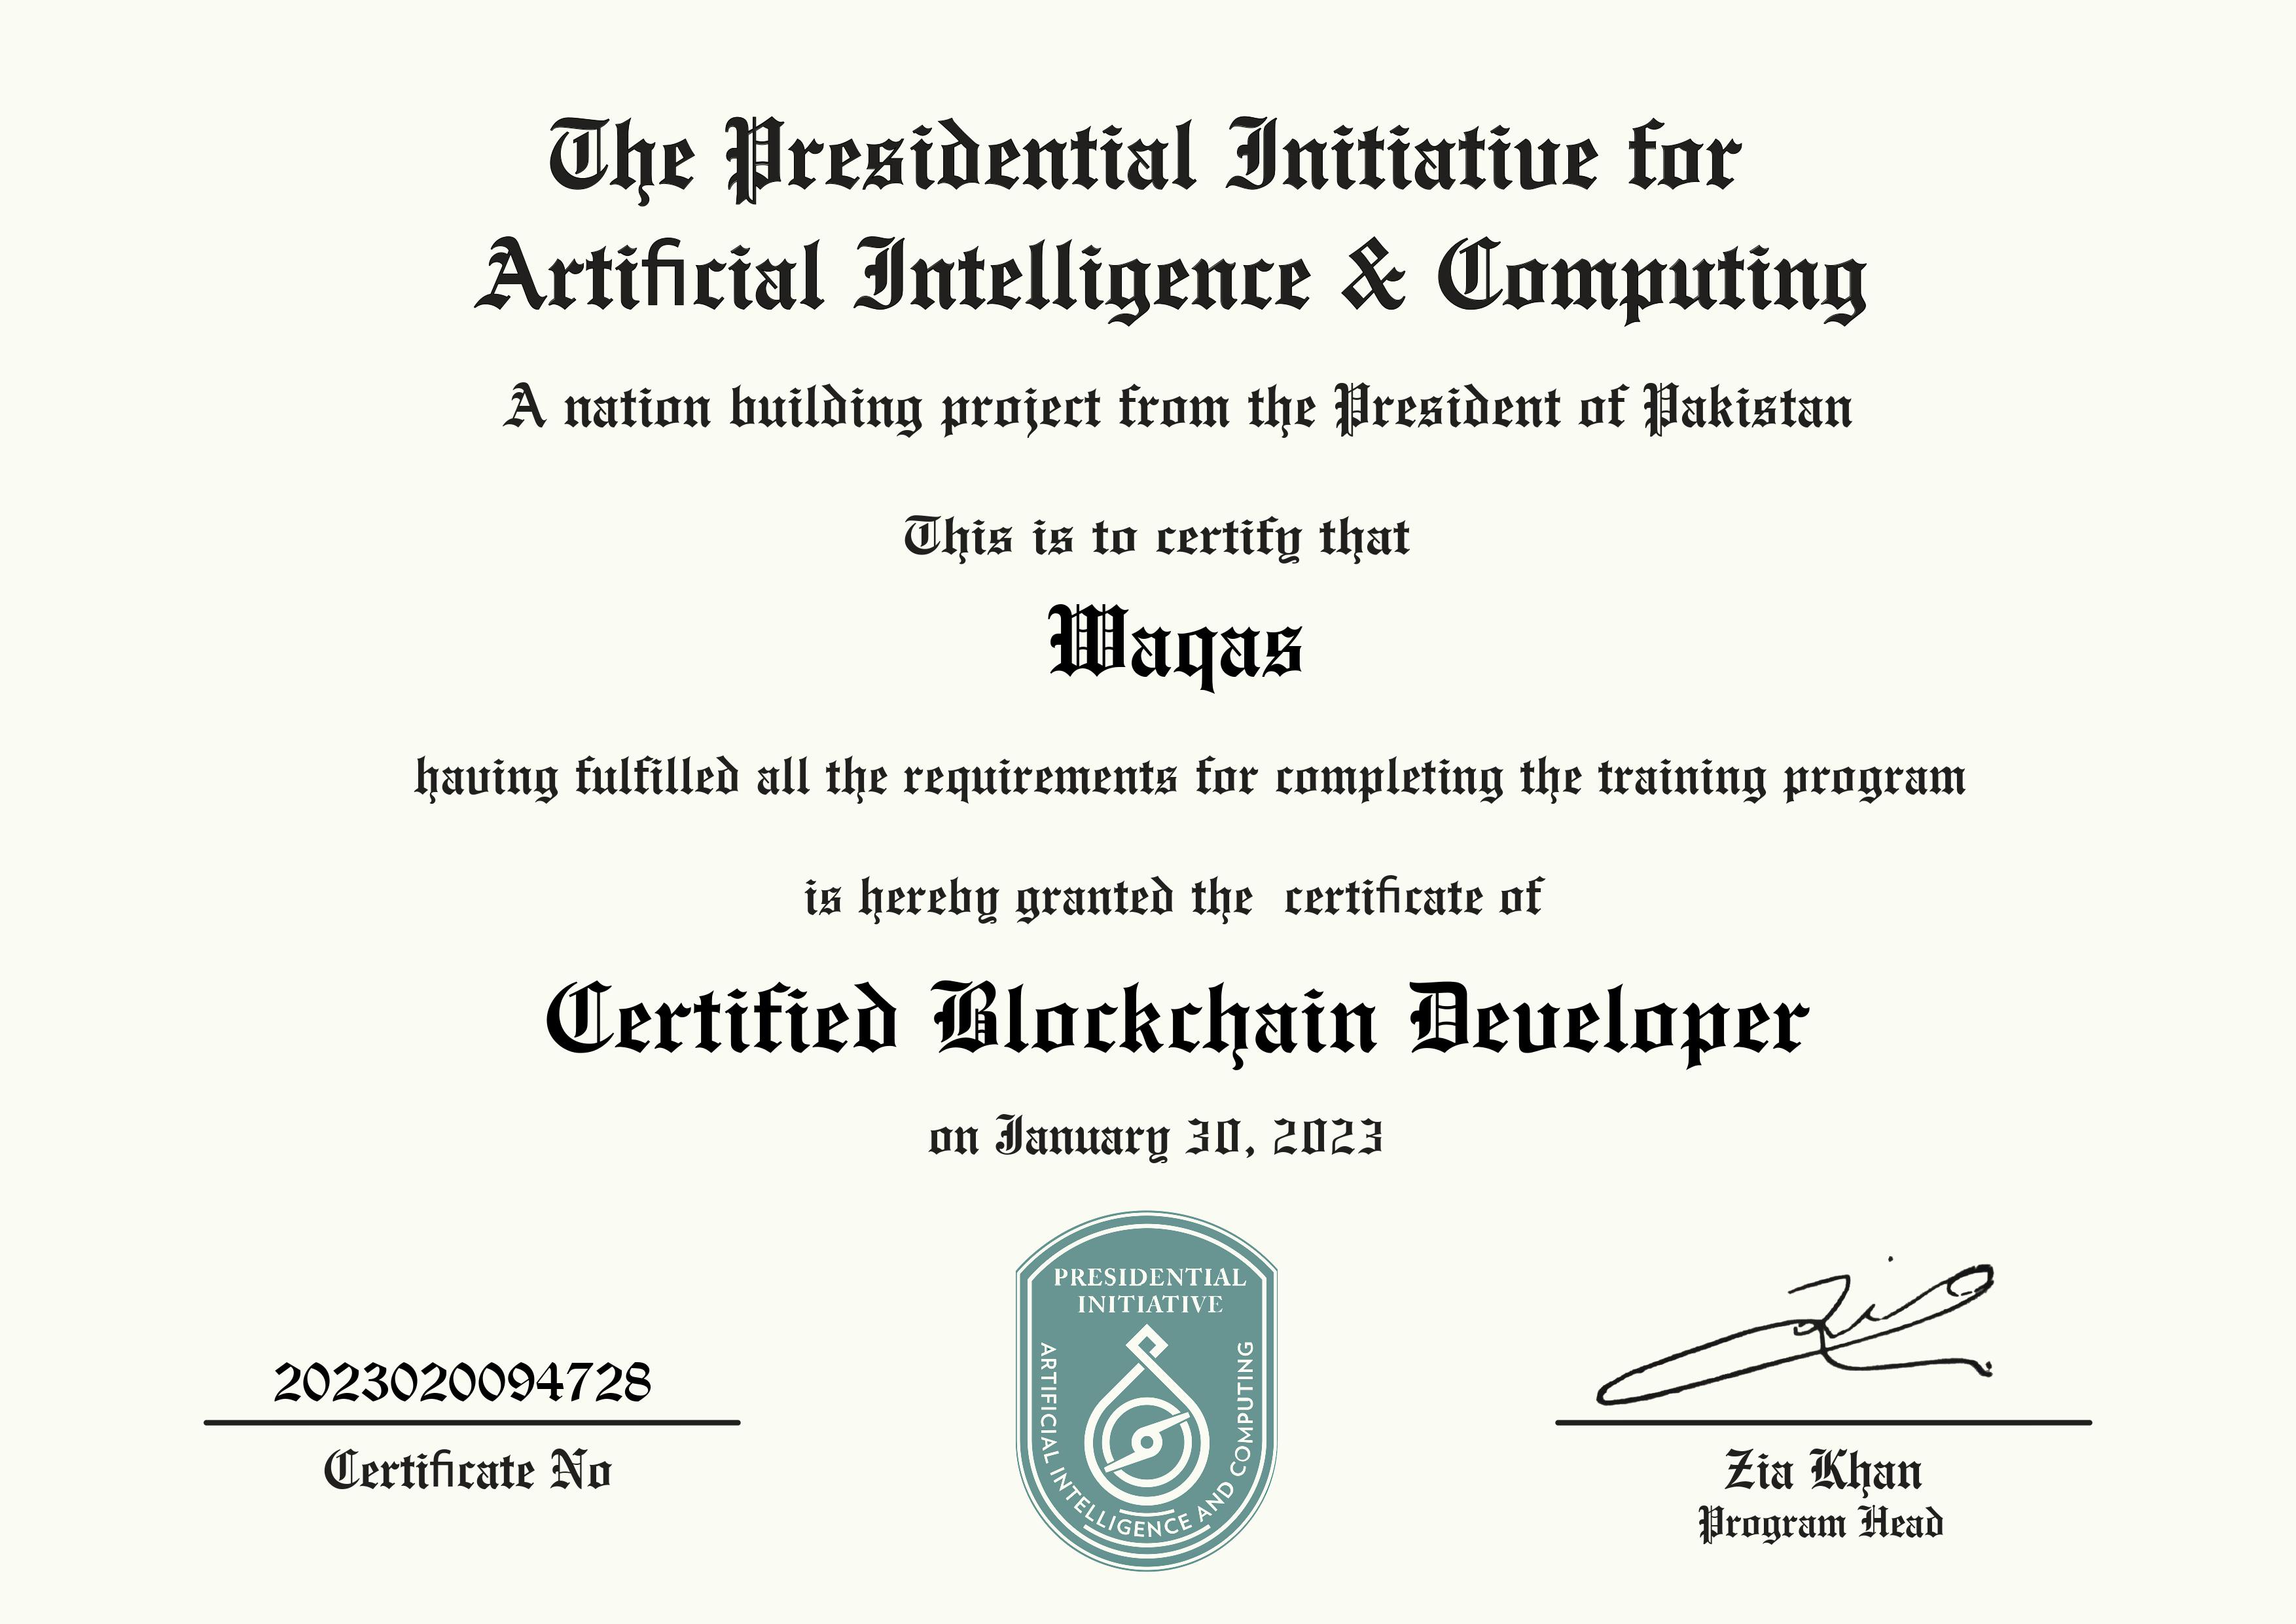 The Presidential Initiative for
Artificial Intelligence & Computing
A nation building project from the President of Pakistan
This is to certify that
Waqas
having fulfilled all the requirements for completing the training program
is hereby granted the certificate of
Certified Blockchain Developer
on January 30, 2023
PRESIDENTIAL
INITIATIVE
ARTIFICIAL INTELLIGENCE AND COMPUTING
2023020094728
Certificate No
Zia
Zia Khan
Program Head